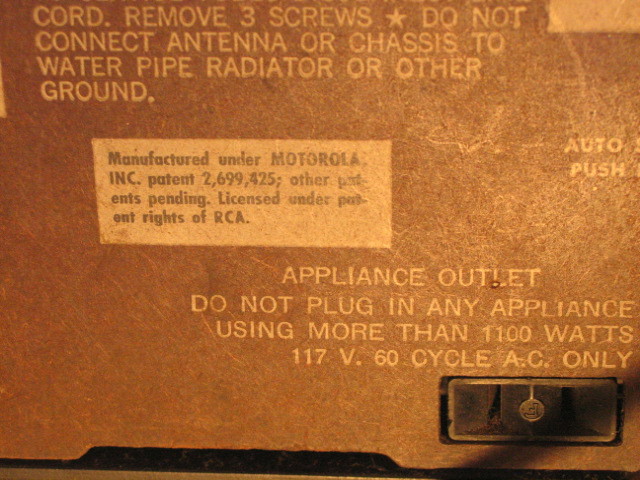 CORD. REMOVE 3 SCREWS ★ DO NOT
CONNECT ANTENNA OR CHASSIS TO
WATER PIPE RADIATOR OR OTHER
GROUND.
Manufactured under MOTOROLA
INC. patent 2,699,425; other pat-
ents pending. Licensed under pat-
ent rights of RCA.
AUTO
PUSH
APPLIANCE OUTLET
DO NOT PLUG IN ANY APPLIANCE
USING MORE THAN 1100 WATTS
117 V. 60 CYCLE A.C. ONLY